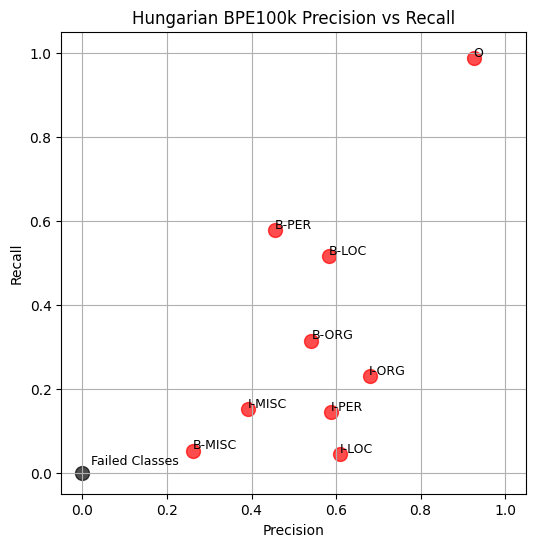 Hungarian BPE100k Precision vs Recall
1.0
O
0.8
0.6
B-PER
B-LOC
Recall
0.4
B-ORG
I-ORG
0.2
I-MISC
I-PER
B-MISC
I-LOC
Failed Classes
0.0
0.0 0.2 0.4 0.6 0.8 1.0
Precision